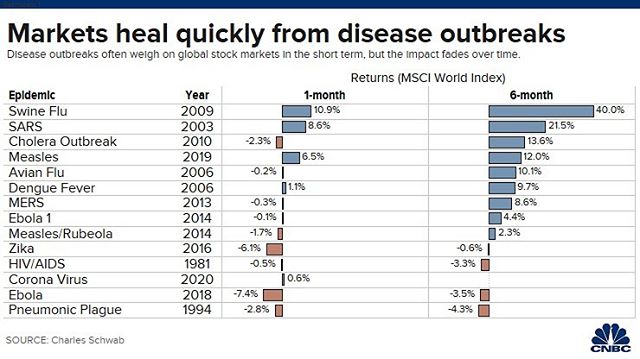 Markets heal quickly from disease outbreaks
Disease outbreaks often weigh on global stock markets in the short term, but the impact fades over time.
Returns (MSCI World Index)
Epidemic Year 1-month 6-month
Swine Flu 2009 10.9% 40.0%
SARS 2003 8.6% 21.5%
Cholera Outbreak 2010 -2.3% 13.6%
Measles 2019 6.5% 12.0%
Avian Flu 2006 -0.2% 10.1%
Dengue Fever 2006 1.1% 9.7%
MERS 2013 -0.3% 8.6%
Ebola 1 2014 -0.1% 4.4%
Measles/Rubeola 2014 -1.7% 2.3%
Zika 2016 -6.1% -0.6%
HIV/AIDS 1981 -0.5% -3.3%
Corona Virus 2020 0.6%
Ebola 2018 -7.4% -3.5%
Pneumonic Plague 1994 -2.8% -4.3%
SOURCE: Charles Schwab
CNBC